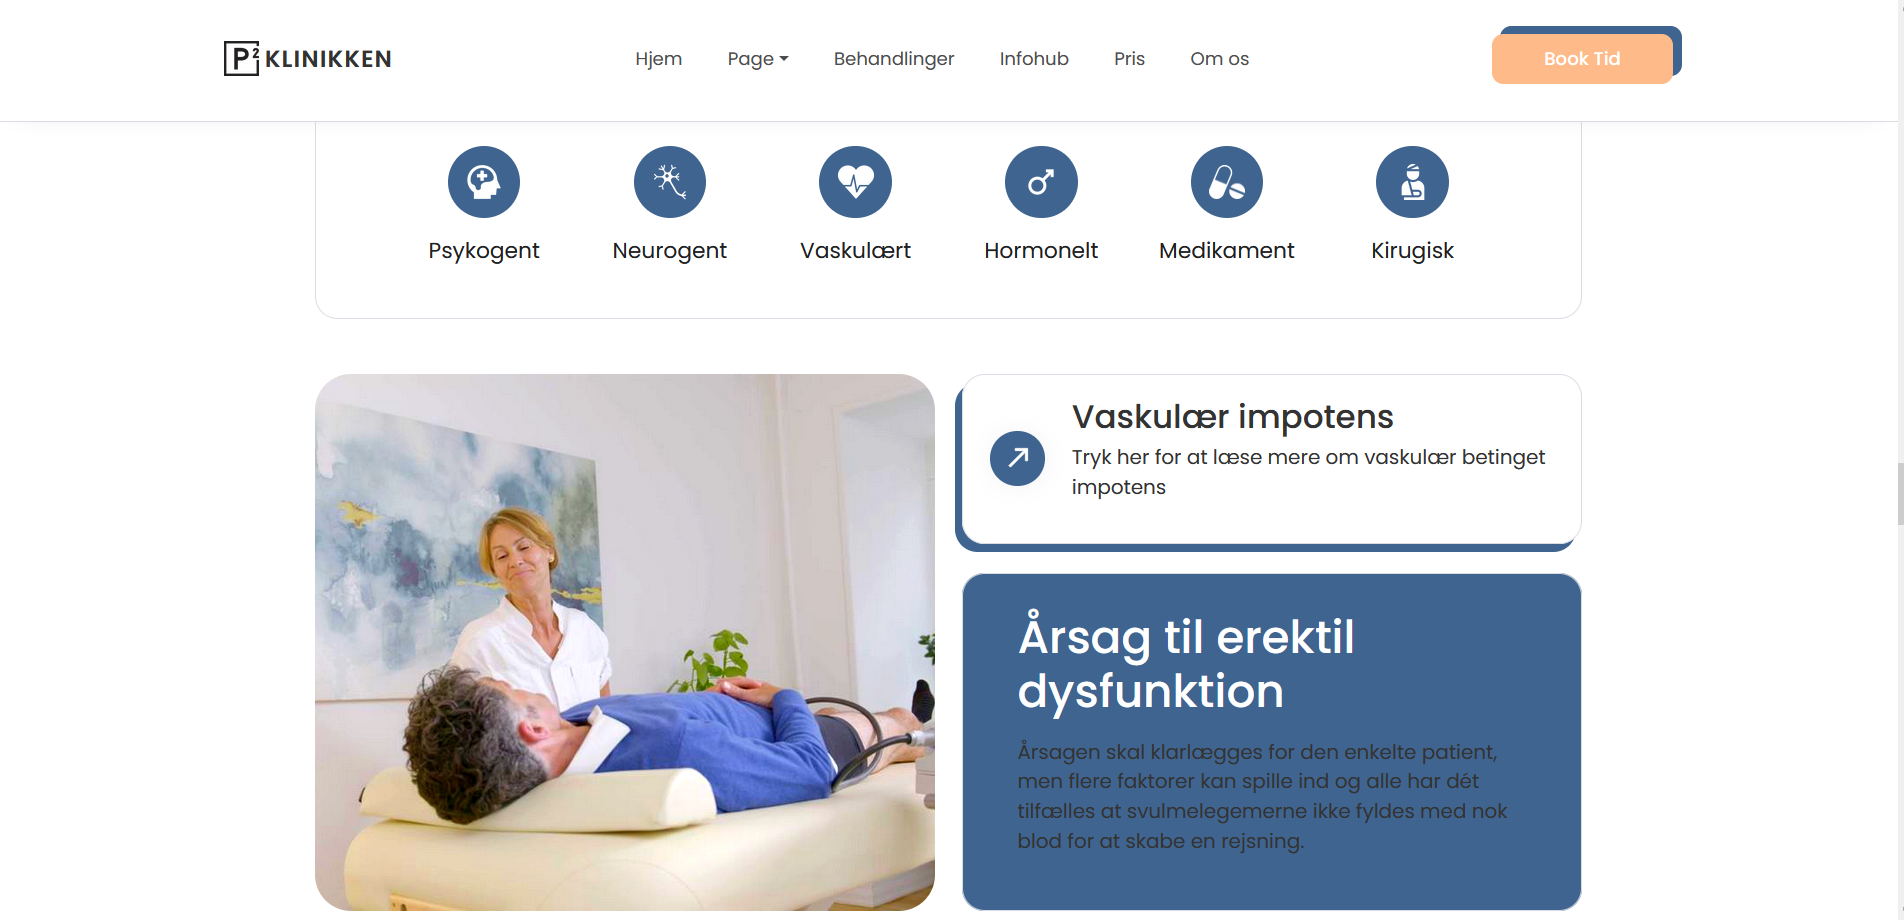 P² KLINIKKEN
Hjem Page Behandlinger Infohub Pris Om os
Book Tid
Psykogent Neurogent Vaskulært Hormonelt Medikament Kirugisk
Vaskulær impotens
Tryk her for at læse mere om vaskulær betinget
impotens
Årsag til erektil
dysfunktion
Årsagen skal klarlægges for den enkelte patient,
men flere faktorer kan spille ind og alle har dét
tilfælles at svulmelegemerne ikke fyldes med nok
blod for at skabe en rejsning.